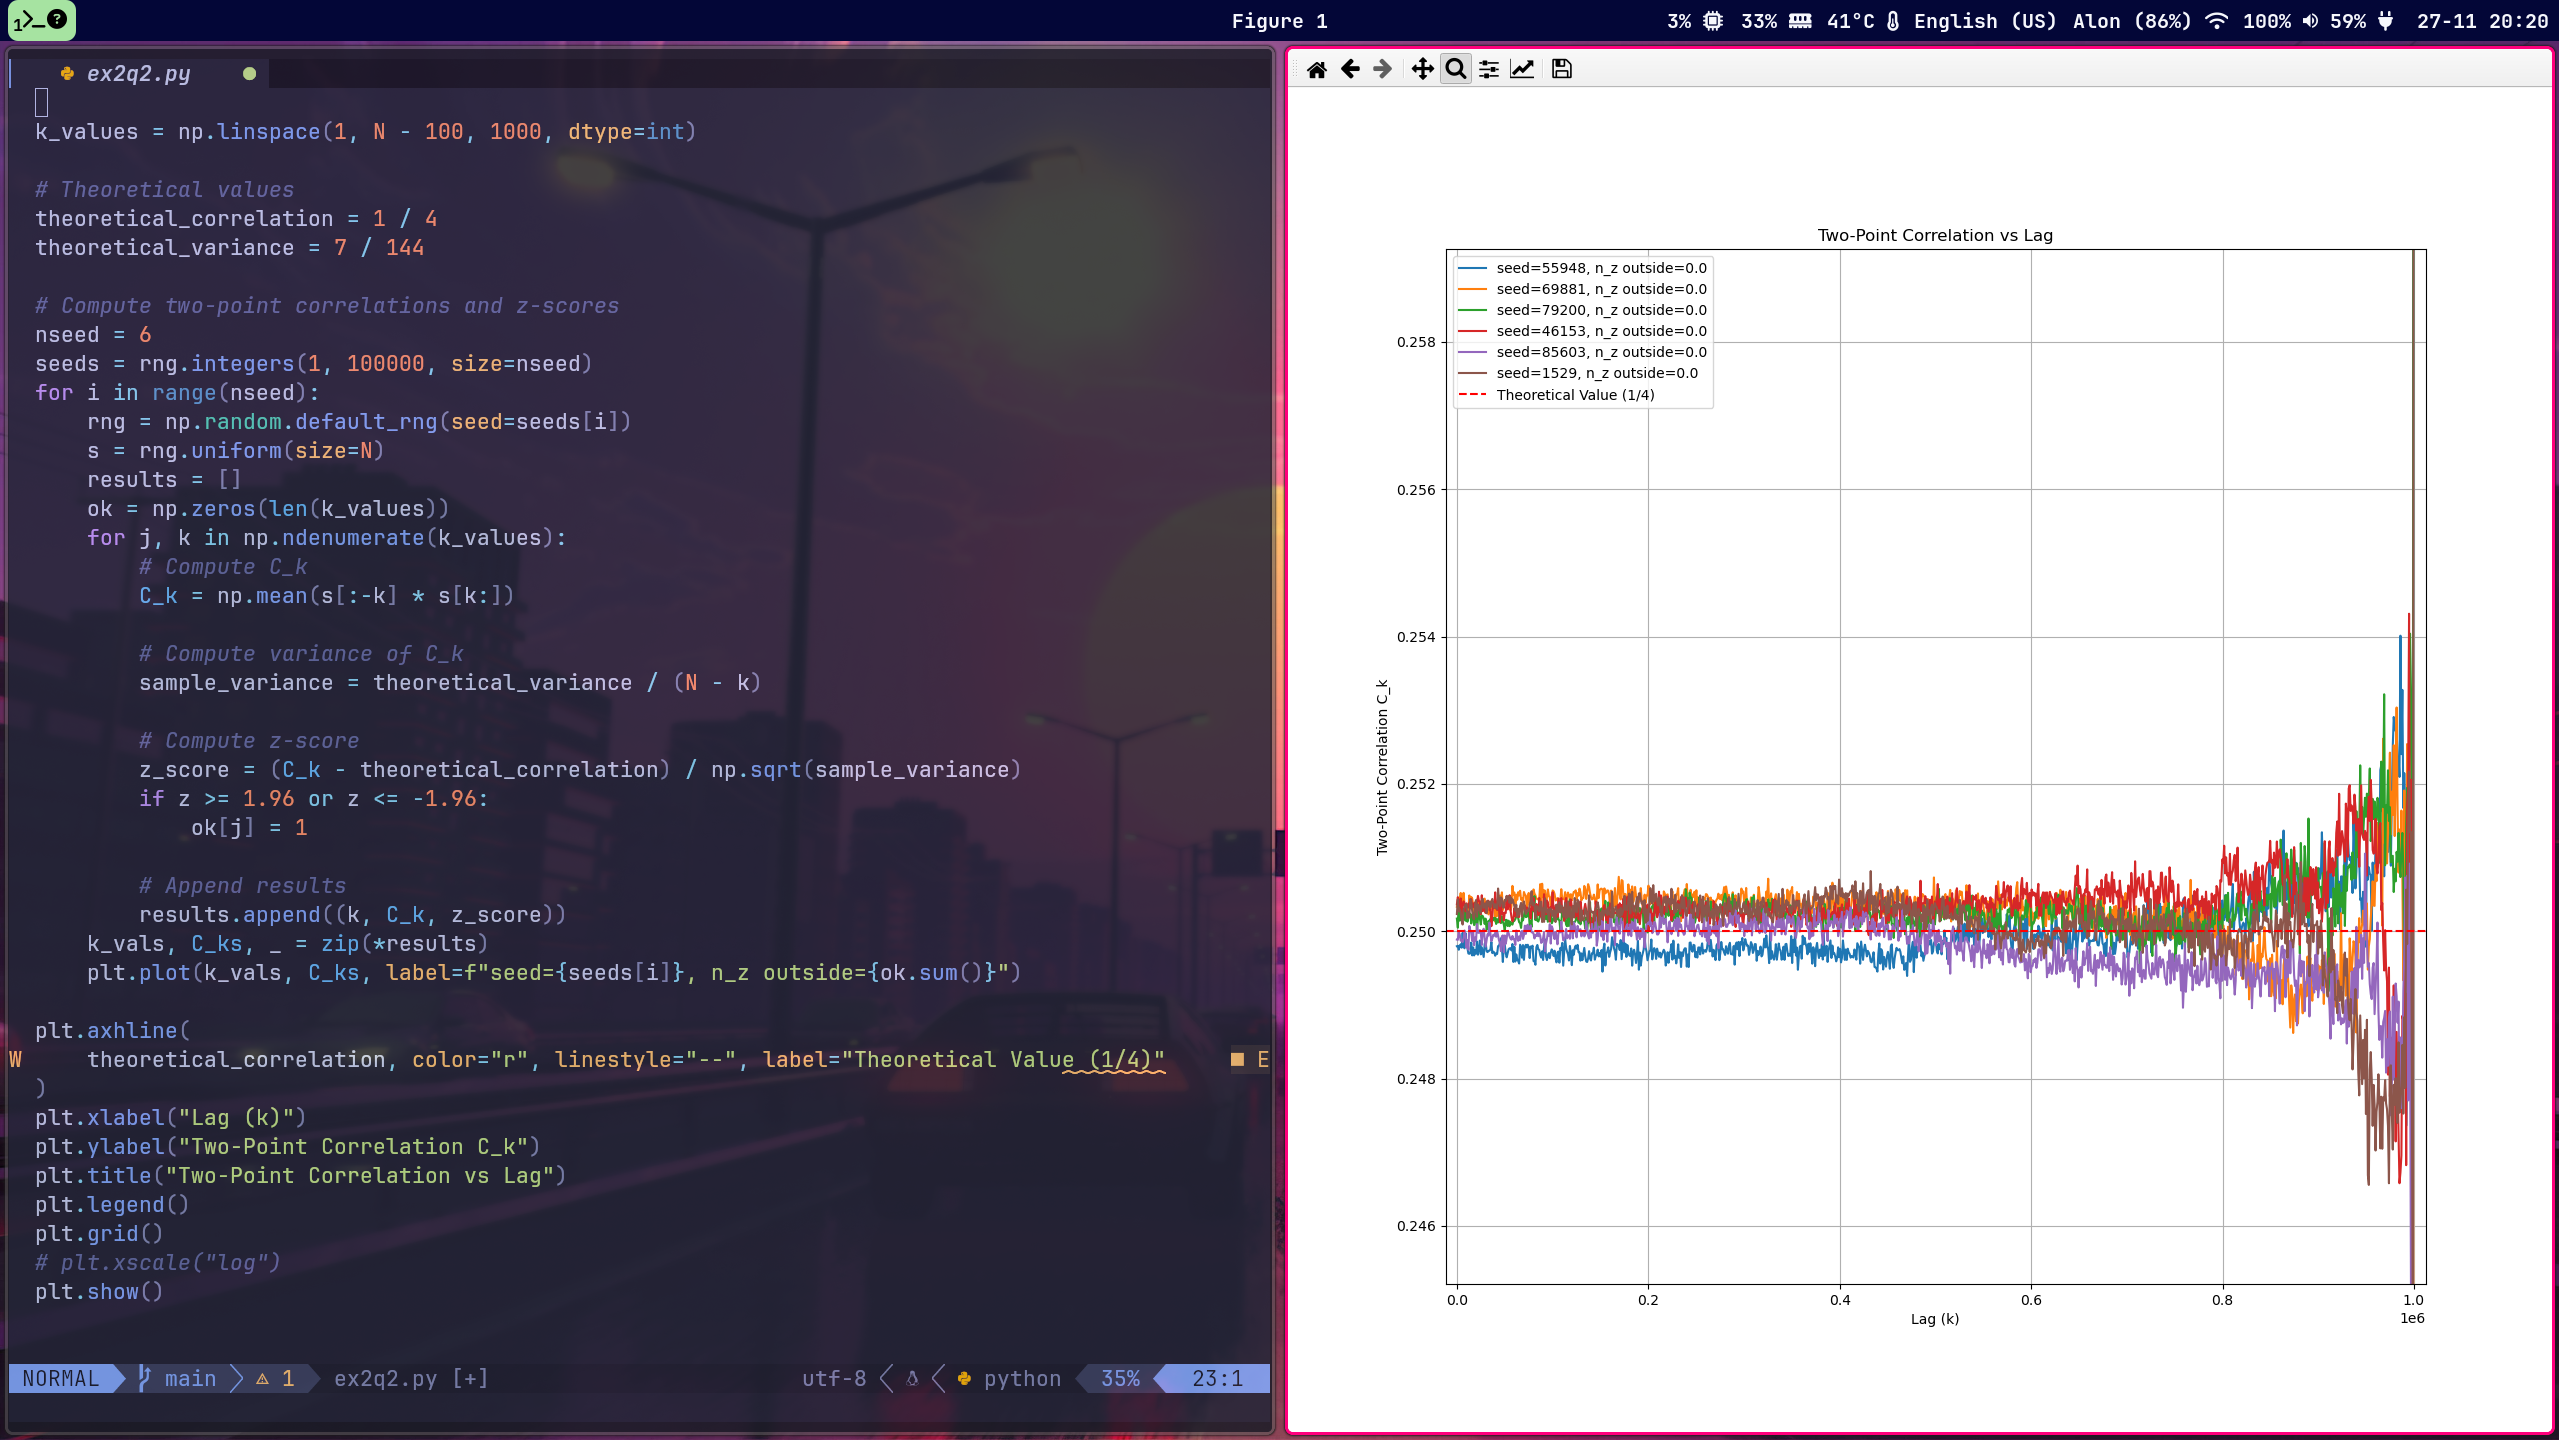 1>_ ?
Figure 1
3% 33% 41°C English (US) Alon (86%) 100% 59% 27-11 20:20
ex2q2.py
k_values = np.linspace(1, N - 100, 1000, dtype=int)
# Theoretical values
theoretical_correlation = 1 / 4
theoretical_variance = 7 / 144
# Compute two-point correlations and z-scores
nseed = 6
seeds = rng.integers(1, 100000, size=nseed)
for i in range(nseed):
    rng = np.random.default_rng(seed=seeds[i])
    s = rng.uniform(size=N)
    results = []
    ok = np.zeros(len(k_values))
    for j, k in np.ndenumerate(k_values):
        # Compute C_k
        C_k = np.mean(s[:-k] * s[k:])
        # Compute variance of C_k
        sample_variance = theoretical_variance / (N - k)
        # Compute z-score
        z_score = (C_k - theoretical_correlation) / np.sqrt(sample_variance)
        if z >= 1.96 or z <= -1.96:
            ok[j] = 1
        # Append results
        results.append((k, C_k, z_score))
    k_vals, C_ks, _ = zip(*results)
    plt.plot(k_vals, C_ks, label=f"seed={seeds[i]}, n_z outside={ok.sum()}")
plt.axhline(
W     theoretical_correlation, color="r", linestyle="--", label="Theoretical Value (1/4)" ■ E
)
plt.xlabel("Lag (k)")
plt.ylabel("Two-Point Correlation C_k")
plt.title("Two-Point Correlation vs Lag")
plt.legend()
plt.grid()
# plt.xscale("log")
plt.show()
NORMAL main ⚠ 1 ex2q2.py [+] utf-8 python 35% 23:1
Two-Point Correlation vs Lag
seed=55948, n_z outside=0.0
seed=69881, n_z outside=0.0
seed=79200, n_z outside=0.0
seed=46153, n_z outside=0.0
seed=85603, n_z outside=0.0
seed=1529, n_z outside=0.0
Theoretical Value (1/4)
0.258
0.256
0.254
0.252
0.250
0.248
0.246
Two-Point Correlation C_k
0.0 0.2 0.4 0.6 0.8 1.0
1e6
Lag (k)